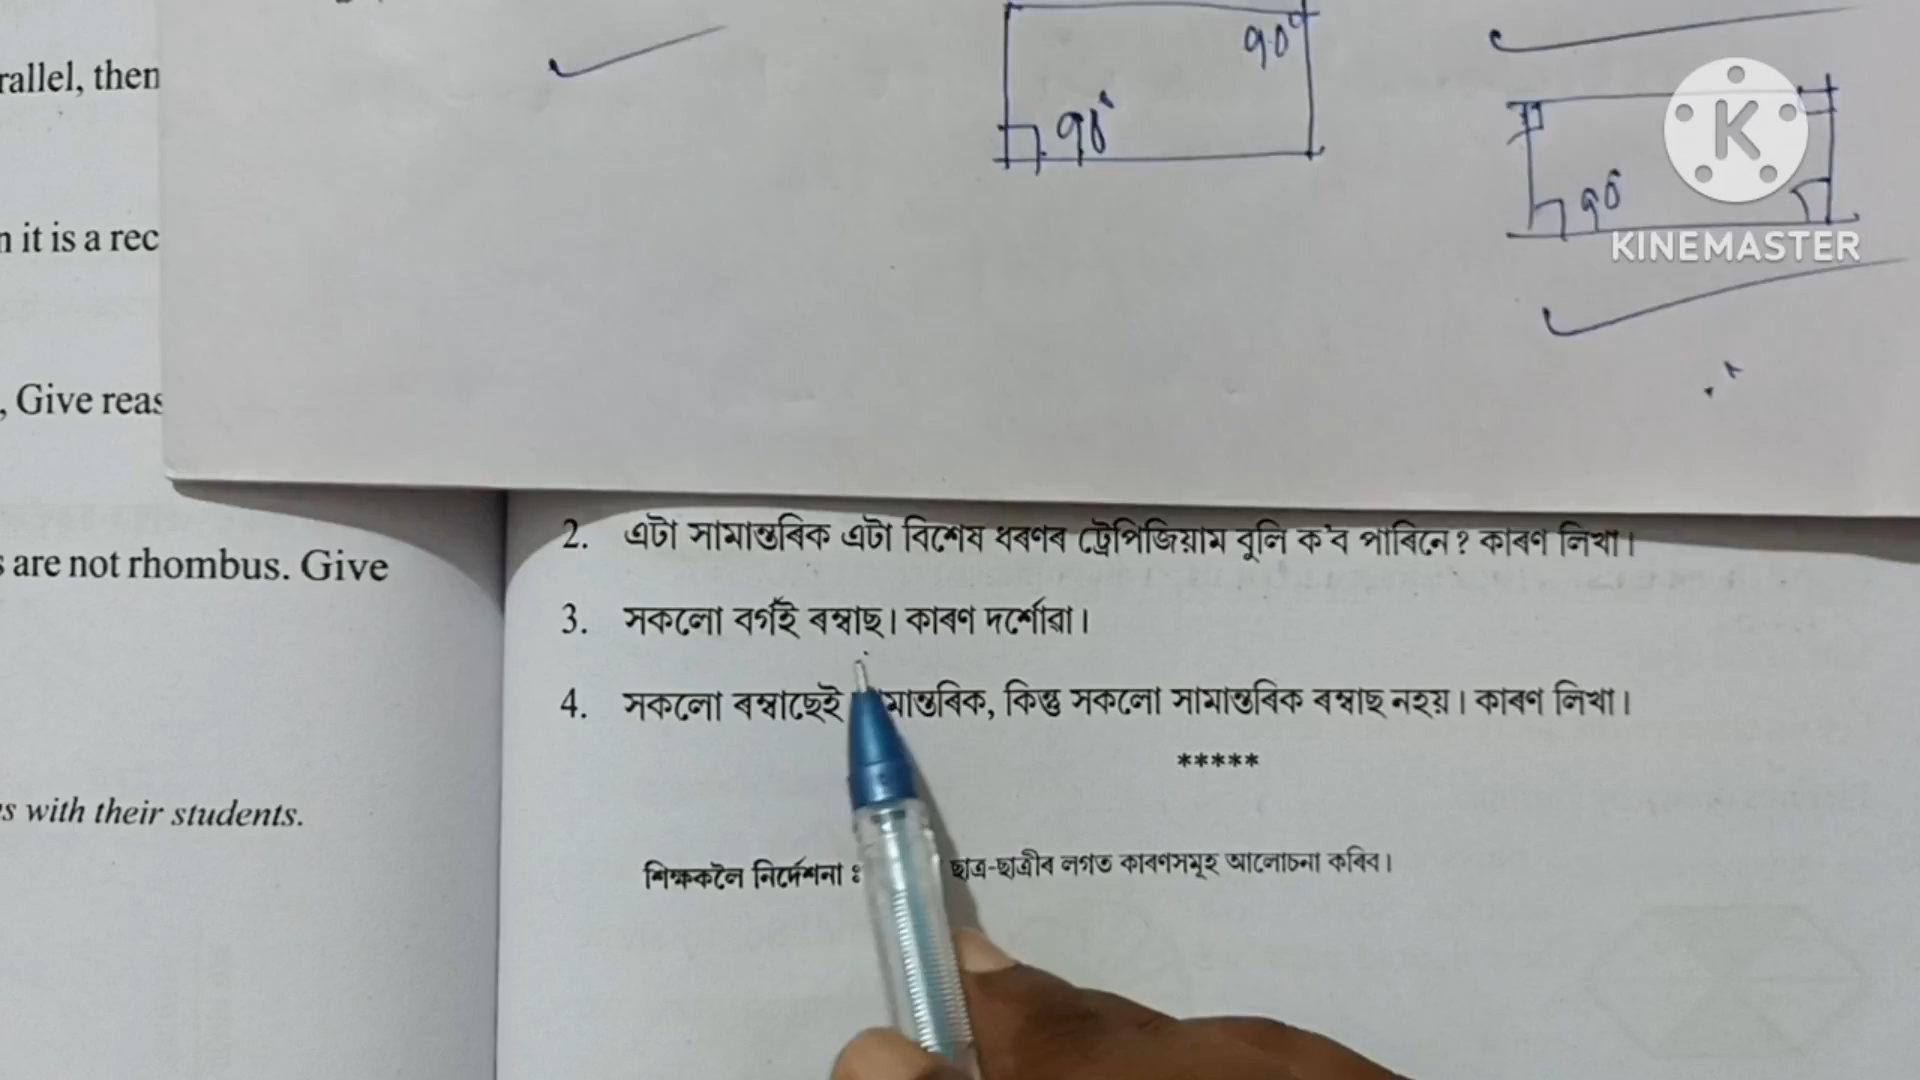 rallel, then
90°
90°
90°
K
KINEMASTER
n it is a rec
, Give reas
2. এটা সামান্তৰিক এটা বিশেষ ধৰণৰ ট্ৰেপিজিয়াম বুলি ক'ব পাৰিনে? কাৰণ লিখা।
s are not rhombus. Give
3. সকলো বৰ্গই ৰম্বাছ। কাৰণ দৰ্শোৱা।
4. সকলো ৰম্বাছেই মান্তৰিক, কিন্তু সকলো সামান্তৰিক ৰম্বাছ নহয়। কাৰণ লিখা।
*****
s with their students.
শিক্ষকলৈ নিৰ্দেশনা ঃ ছাত্ৰ-ছাত্ৰীৰ লগত কাৰণসমূহ আলোচনা কৰিব।